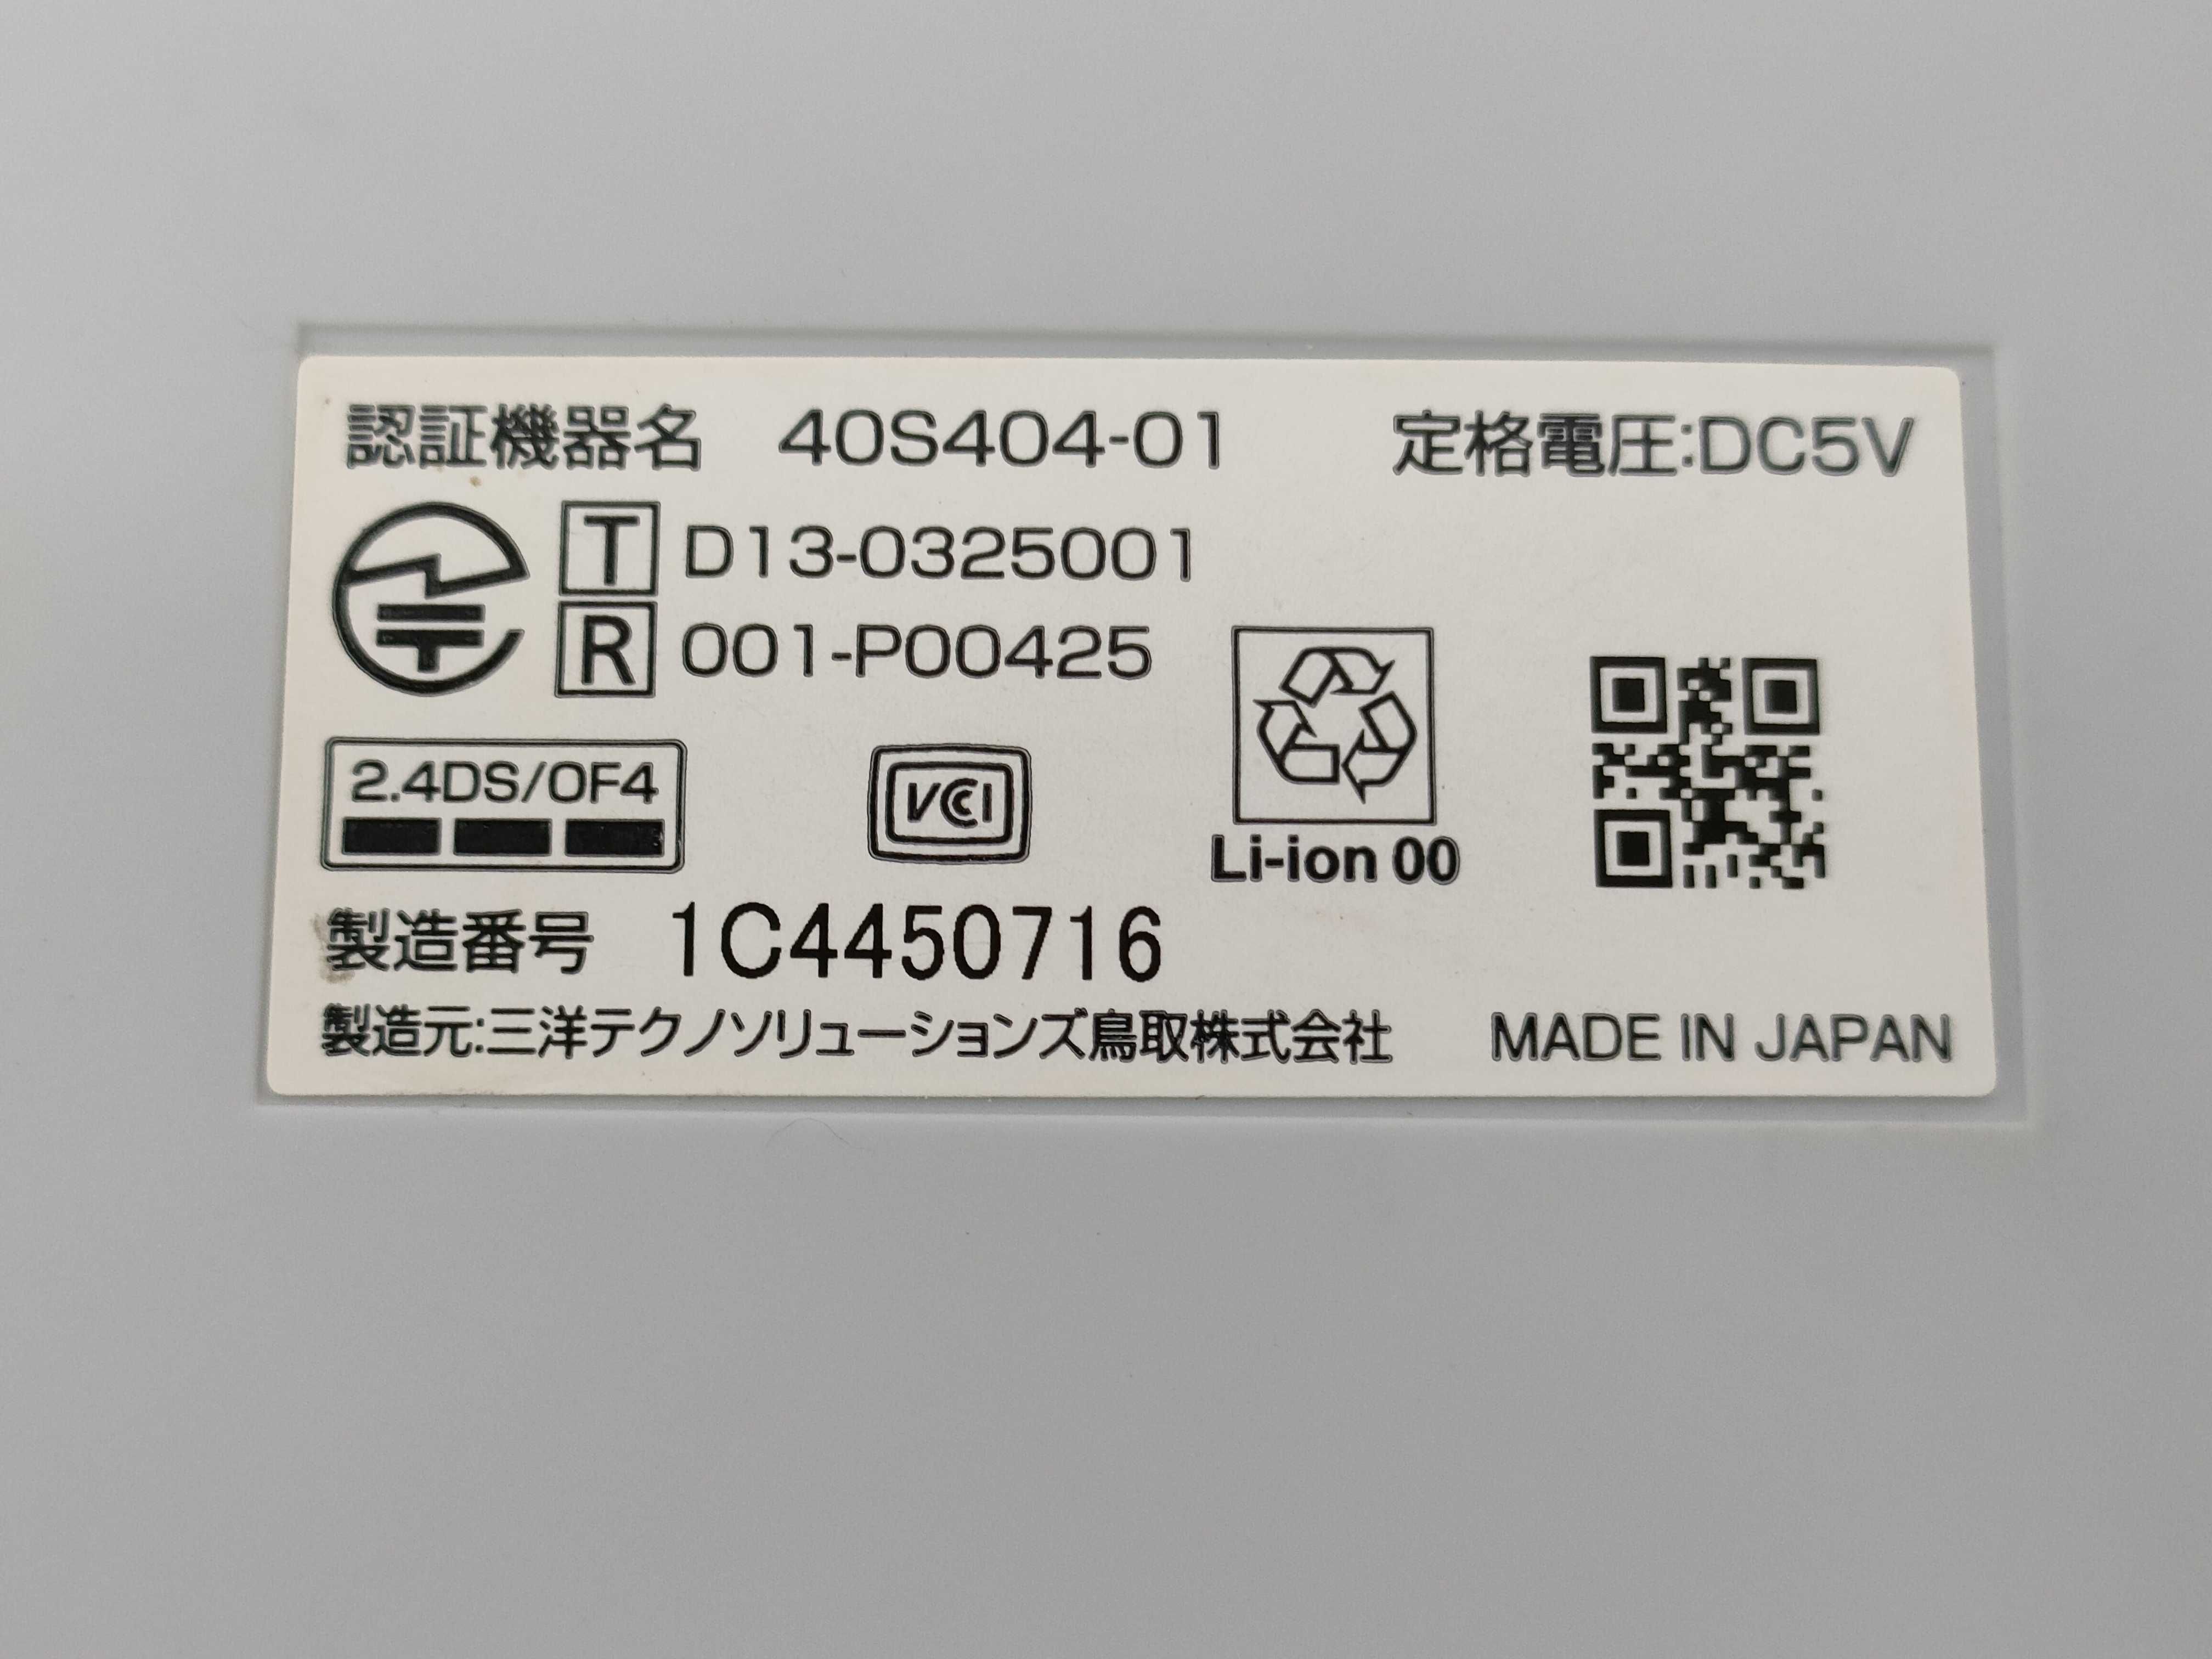 認証機器名 40S404-01 定格電圧:DC5V
T D13-0325001
R 001-P00425
2.4DS/OF4
VCCI
Li-ion 00
製造番号 1C4450716
製造元:三洋テクノソリューションズ鳥取株式会社 MADE IN JAPAN